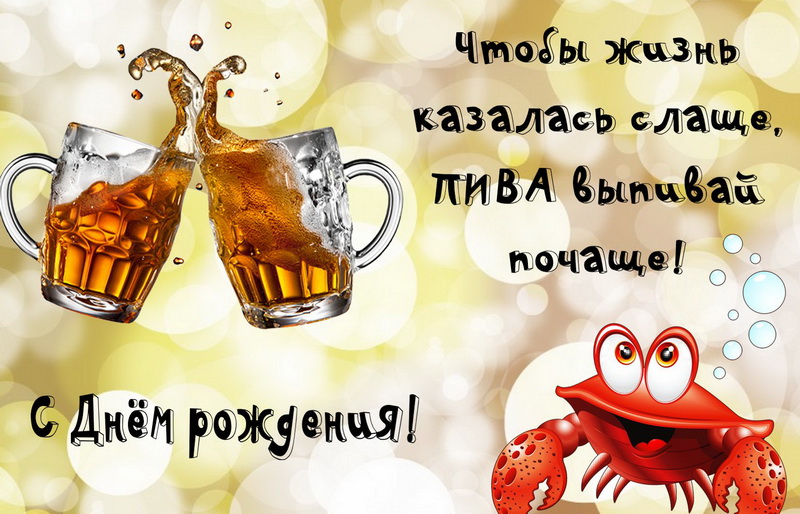 Чтобы жизнь
казалась слаще,
ПИВА выпивай
почаще!
С Днём рождения!